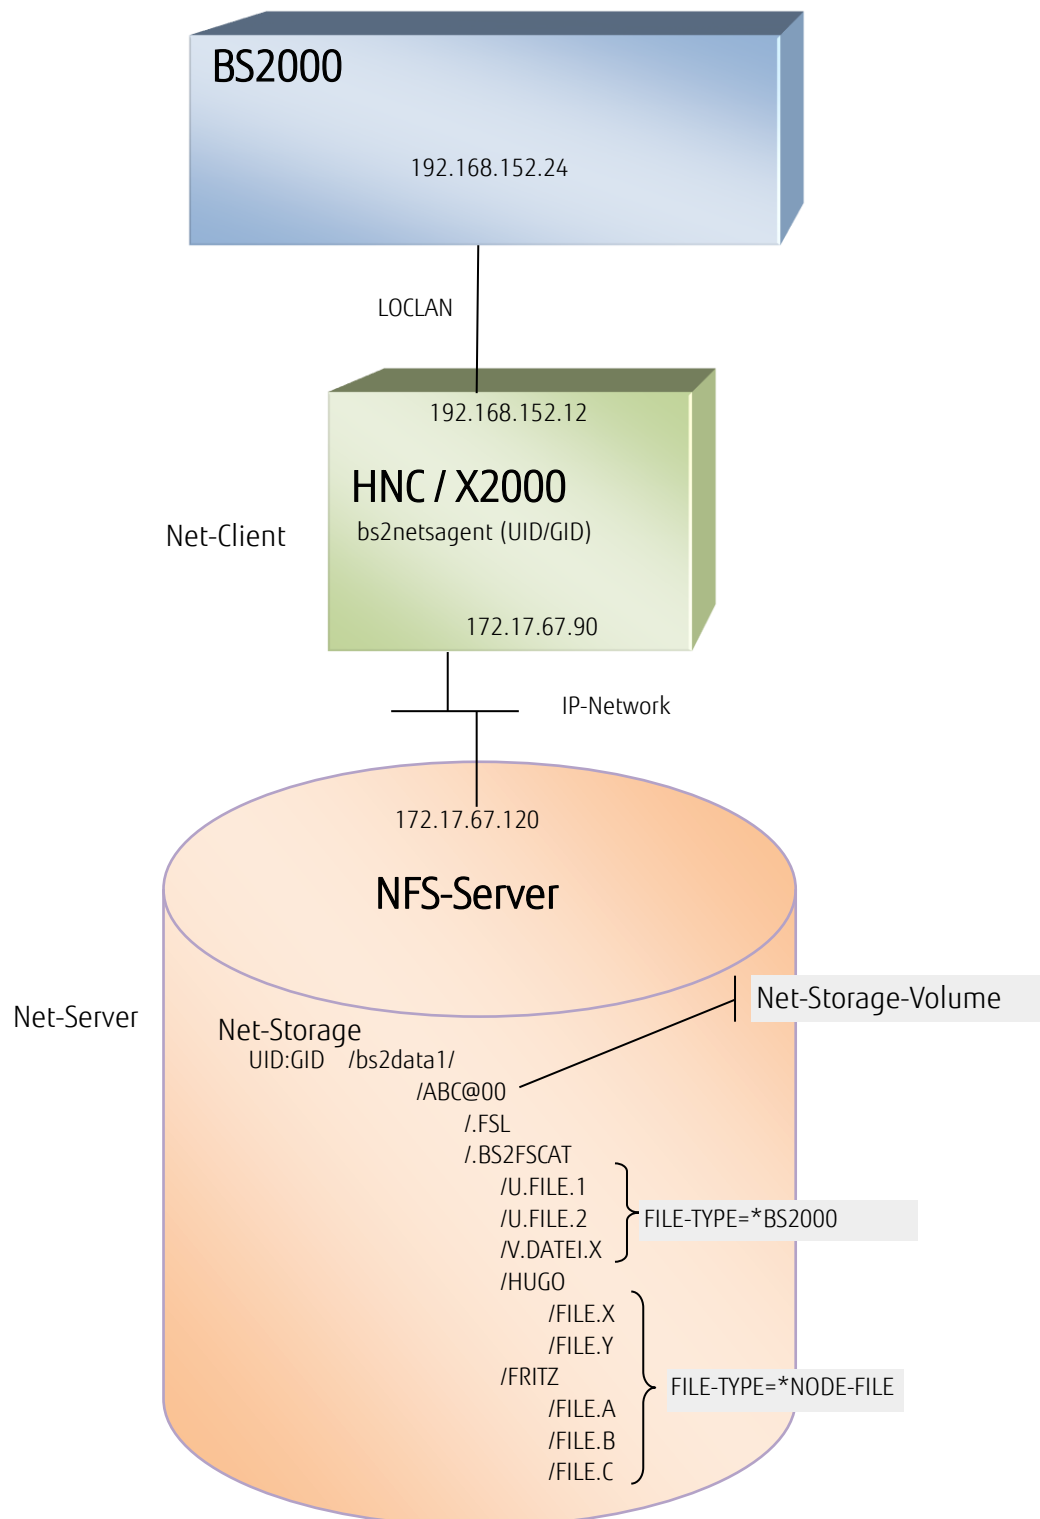 BS2000
192.168.152.24
LOCLAN
192.168.152.12
HNC / X2000
bs2netsagent (UID/GID)
Net-Client
172.17.67.90
IP-Network
172.17.67.120
NFS-Server
Net-Storage-Volume
Net-Server
Net-Storage
UID:GID /bs2data1/
/ABC@00
/.FSL
/.BS2FSCAT
/U.FILE.1
/U.FILE.2
FILE-TYPE=*BS2000
/V.DATEI.X
/HUGO
/FILE.X
/FILE.Y
/FRITZ
FILE-TYPE=*NODE-FILE
/FILE.A
/FILE.B
/FILE.C